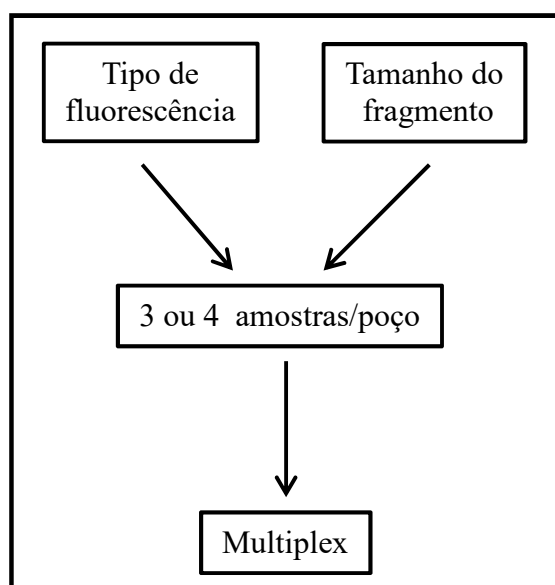 Tipo de
fluorescência
Tamanho do
fragmento
3 ou 4 amostras/poço
Multiplex